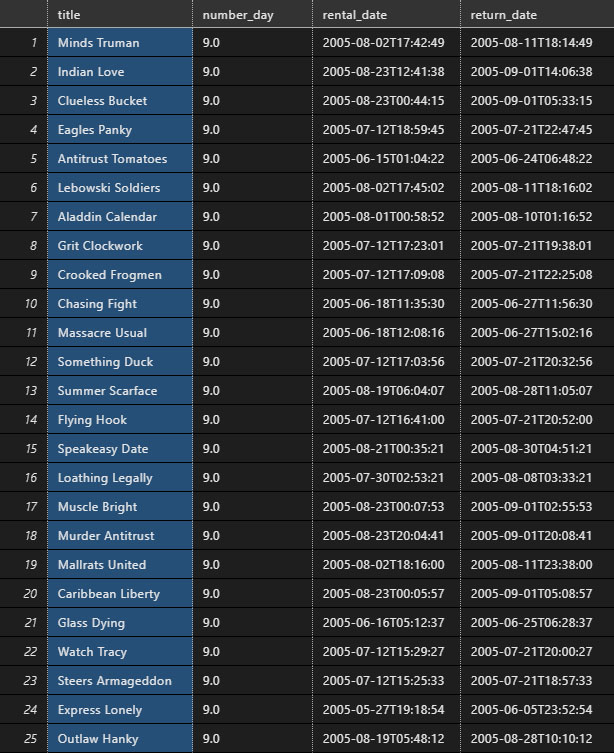 title number_day rental_date return_date
1 Minds Truman 9.0 2005-08-02T17:42:49 2005-08-11T18:14:49
2 Indian Love 9.0 2005-08-23T12:41:38 2005-09-01T14:06:38
3 Clueless Bucket 9.0 2005-08-23T00:44:15 2005-09-01T05:33:15
4 Eagles Panky 9.0 2005-07-12T18:59:45 2005-07-21T22:47:45
5 Antitrust Tomatoes 9.0 2005-06-15T01:04:22 2005-06-24T06:48:22
6 Lebowski Soldiers 9.0 2005-08-02T17:45:02 2005-08-11T18:16:02
7 Aladdin Calendar 9.0 2005-08-01T00:58:52 2005-08-10T01:16:52
8 Grit Clockwork 9.0 2005-07-12T17:23:01 2005-07-21T19:38:01
9 Crooked Frogmen 9.0 2005-07-12T17:09:08 2005-07-21T22:25:08
10 Chasing Fight 9.0 2005-06-18T11:35:30 2005-06-27T11:56:30
11 Massacre Usual 9.0 2005-06-18T12:08:16 2005-06-27T15:02:16
12 Something Duck 9.0 2005-07-12T17:03:56 2005-07-21T20:32:56
13 Summer Scarface 9.0 2005-08-19T06:04:07 2005-08-28T11:05:07
14 Flying Hook 9.0 2005-07-12T16:41:00 2005-07-21T20:52:00
15 Speakeasy Date 9.0 2005-08-21T00:35:21 2005-08-30T04:51:21
16 Loathing Legally 9.0 2005-07-30T02:53:21 2005-08-08T03:33:21
17 Muscle Bright 9.0 2005-08-23T00:07:53 2005-09-01T02:55:53
18 Murder Antitrust 9.0 2005-08-23T20:04:41 2005-09-01T20:08:41
19 Mallrats United 9.0 2005-08-02T18:16:00 2005-08-11T23:38:00
20 Caribbean Liberty 9.0 2005-08-23T00:05:57 2005-09-01T05:08:57
21 Glass Dying 9.0 2005-06-16T05:12:37 2005-06-25T06:28:37
22 Watch Tracy 9.0 2005-07-12T15:29:27 2005-07-21T20:00:27
23 Steers Armageddon 9.0 2005-07-12T15:25:33 2005-07-21T18:57:33
24 Express Lonely 9.0 2005-05-27T19:18:54 2005-06-05T23:52:54
25 Outlaw Hanky 9.0 2005-08-19T05:48:12 2005-08-28T10:10:12